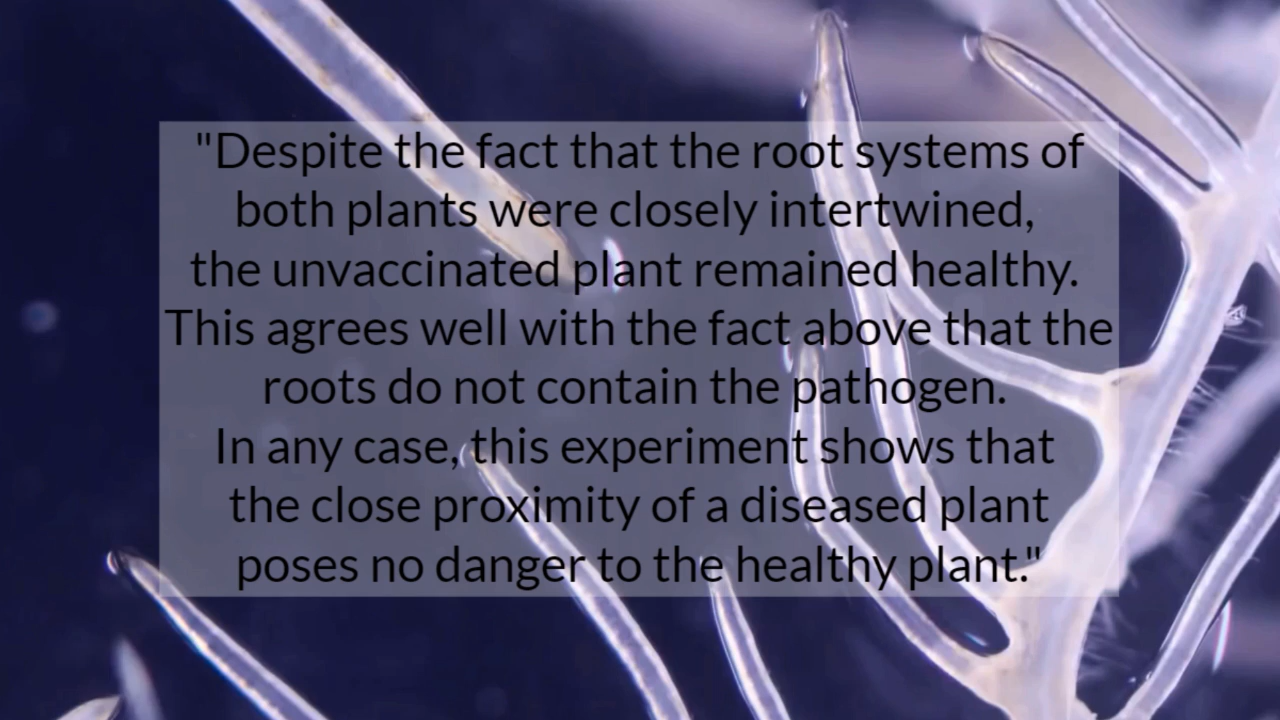 "Despite the fact that the root systems of
both plants were closely intertwined,
the unvaccinated plant remained healthy.
This agrees well with the fact above that the
roots do not contain the pathogen.
In any case, this experiment shows that
the close proximity of a diseased plant
poses no danger to the healthy plant."